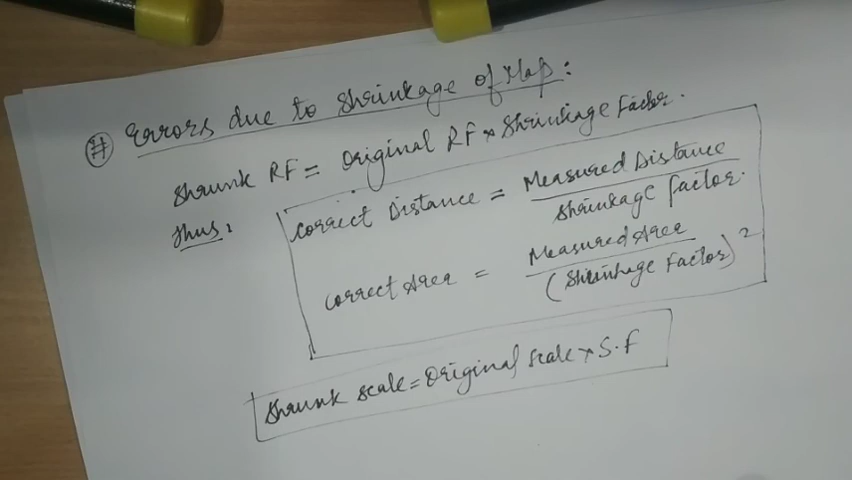 # Errors due to Shrinkage of Map:
Shrunk RF = Original RF × Shrinkage Factor.
Thus:
Correct Distance = Measured Distance / Shrinkage factor.
Correct Area = Measured Area / (Shrinkage Factor)²
Shrunk scale = Original scale × S.F